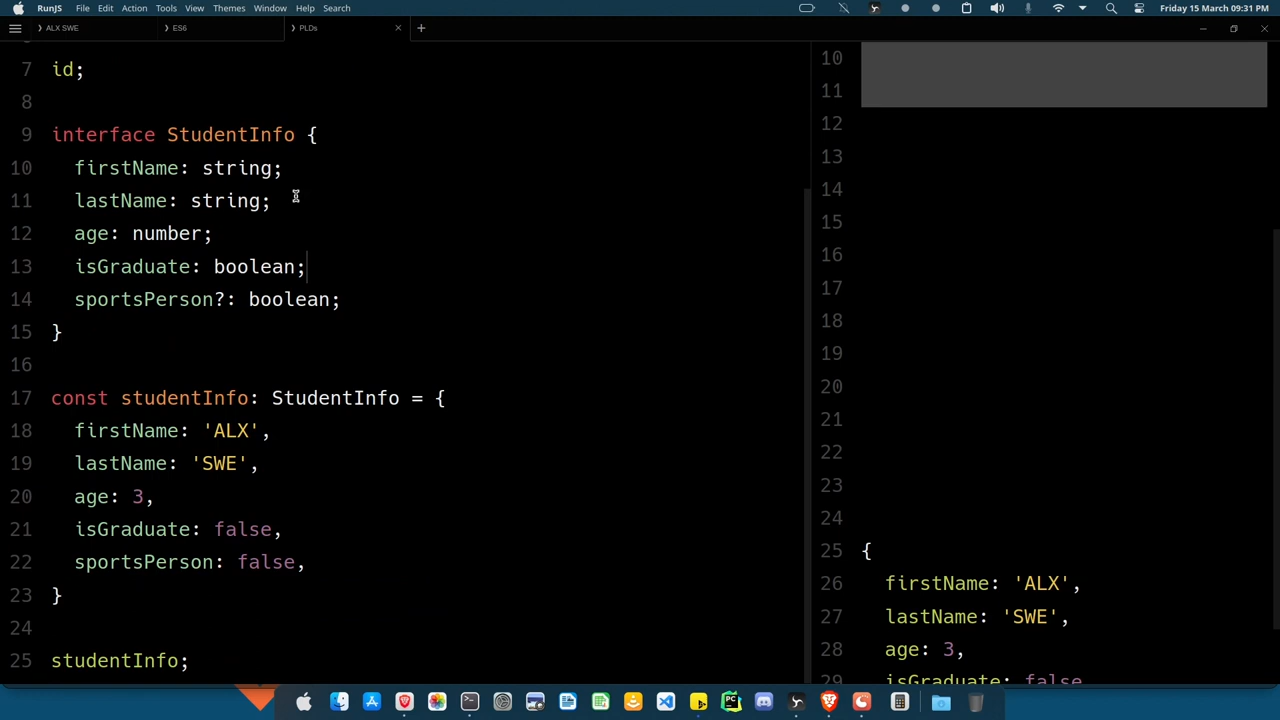 RunJS File Edit Actions Tools View Themes Window Help Search Friday 15 March 09:31 PM
ALX SWE ES6 PLDs
7 id;
8
9 interface StudentInfo {
10 firstName: string;
11 lastName: string;
12 age: number;
13 isGraduate: boolean;
14 sportsPerson?: boolean;
15 }
16
17 const studentInfo: StudentInfo = {
18 firstName: 'ALX',
19 lastName: 'SWE',
20 age: 3,
21 isGraduate: false,
22 sportsPerson: false,
23 }
24
25 studentInfo;
10
11
12
13
14
15
16
17
18
19
20
21
22
23
24
25 {
26 firstName: 'ALX',
27 lastName: 'SWE',
28 age: 3,
29 isGraduate: false